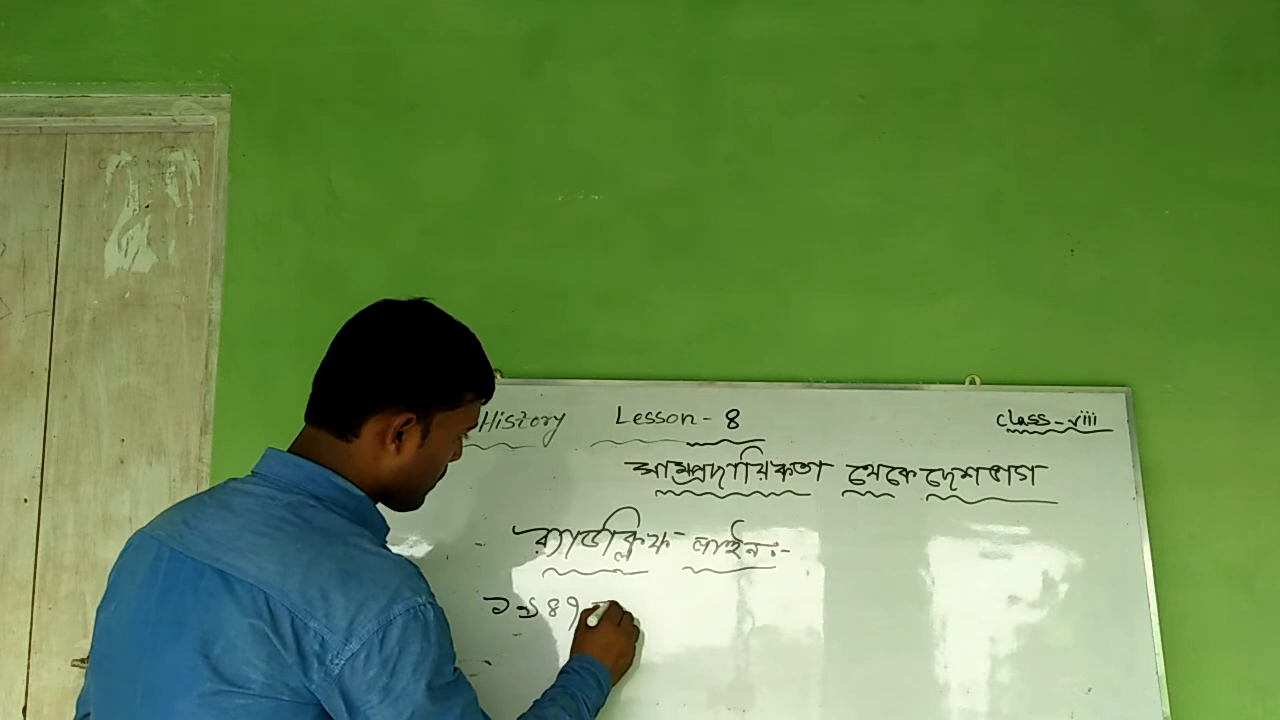 History Lesson - 8 class - viii
সাম্প্রদায়িকতা থেকে দেশভাগ
র‍্যাডক্লিফ লাইন :-
১৯৪৭